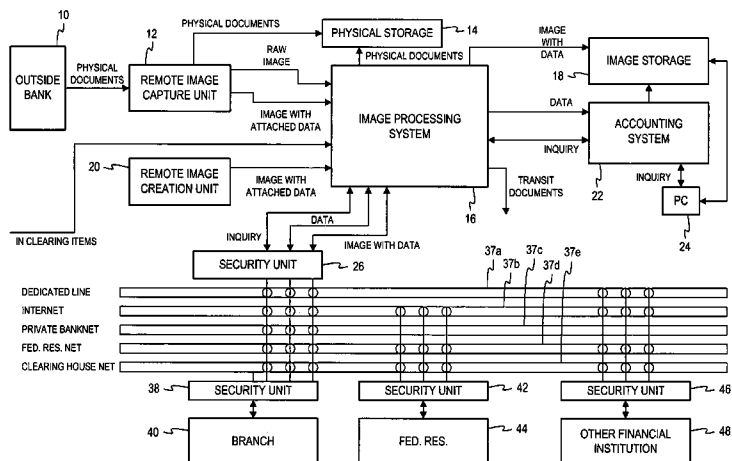 10
OUTSIDE
BANK
PHYSICAL
DOCUMENTS
12
REMOTE IMAGE
CAPTURE UNIT
PHYSICAL DOCUMENTS
RAW
IMAGE
IMAGE WITH
ATTACHED DATA
PHYSICAL STORAGE
14
PHYSICAL DOCUMENTS
IMAGE PROCESSING
SYSTEM
16
IMAGE
WITH
DATA
18
IMAGE STORAGE
DATA
INQUIRY
ACCOUNTING
SYSTEM
22
INQUIRY
PC
24
TRANSIT
DOCUMENTS
20
REMOTE IMAGE
CREATION UNIT
IMAGE WITH
ATTACHED DATA
IN CLEARING ITEMS
INQUIRY
DATA
IMAGE WITH DATA
SECURITY UNIT
26
37a
37b
37c
37d
37e
DEDICATED LINE
INTERNET
PRIVATE BANKNET
FED. RES. NET
CLEARING HOUSE NET
38
SECURITY UNIT
SECURITY UNIT
42
SECURITY UNIT
46
40
BRANCH
FED. RES.
44
OTHER FINANCIAL
INSTITUTION
48